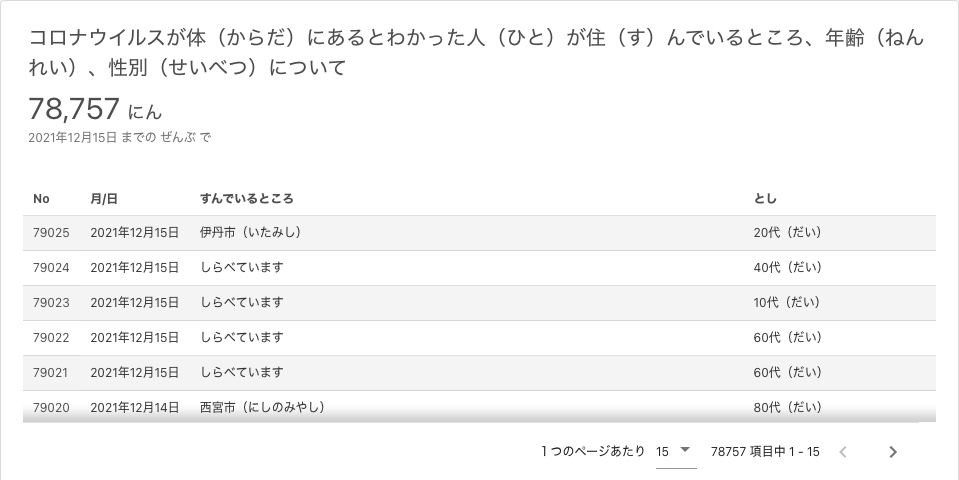 コロナウイルスが体（からだ）にあるとわかった人（ひと）が住（す）んでいるところ、年齢（ねん
れい）、性別（せいべつ）について
78,757 にん
2021年12月15日 までの ぜんぶ で
No 月/日 すんでいるところ とし
79025 2021年12月15日 伊丹市（いたみし） 20代（だい）
79024 2021年12月15日 しらべています 40代（だい）
79023 2021年12月15日 しらべています 10代（だい）
79022 2021年12月15日 しらべています 60代（だい）
79021 2021年12月15日 しらべています 60代（だい）
79020 2021年12月14日 西宮市（にしのみやし） 80代（だい）
1 つのページあたり 15 78757 項目中 1 - 15